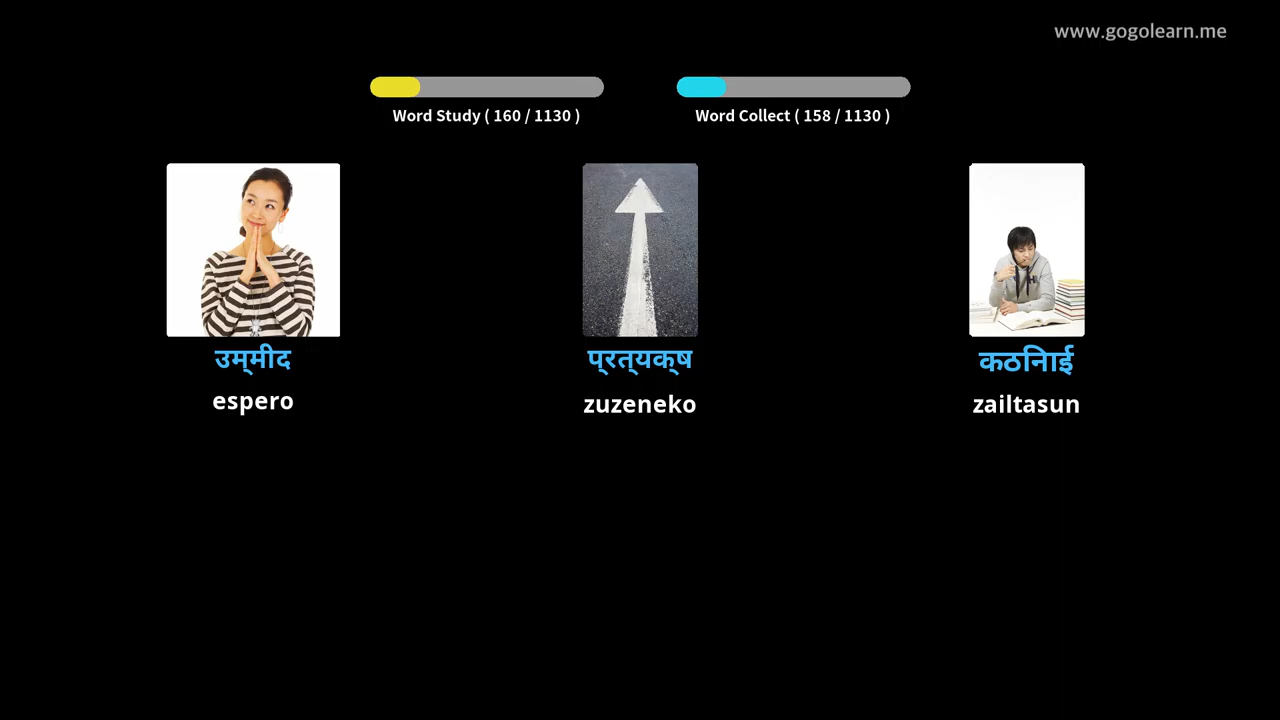 www.gogolearn.me
Word Study ( 160 / 1130 )
Word Collect ( 158 / 1130 )
उम्मीद
espero
प्रत्यक्ष
zuzeneko
कठिनाई
zailtasun